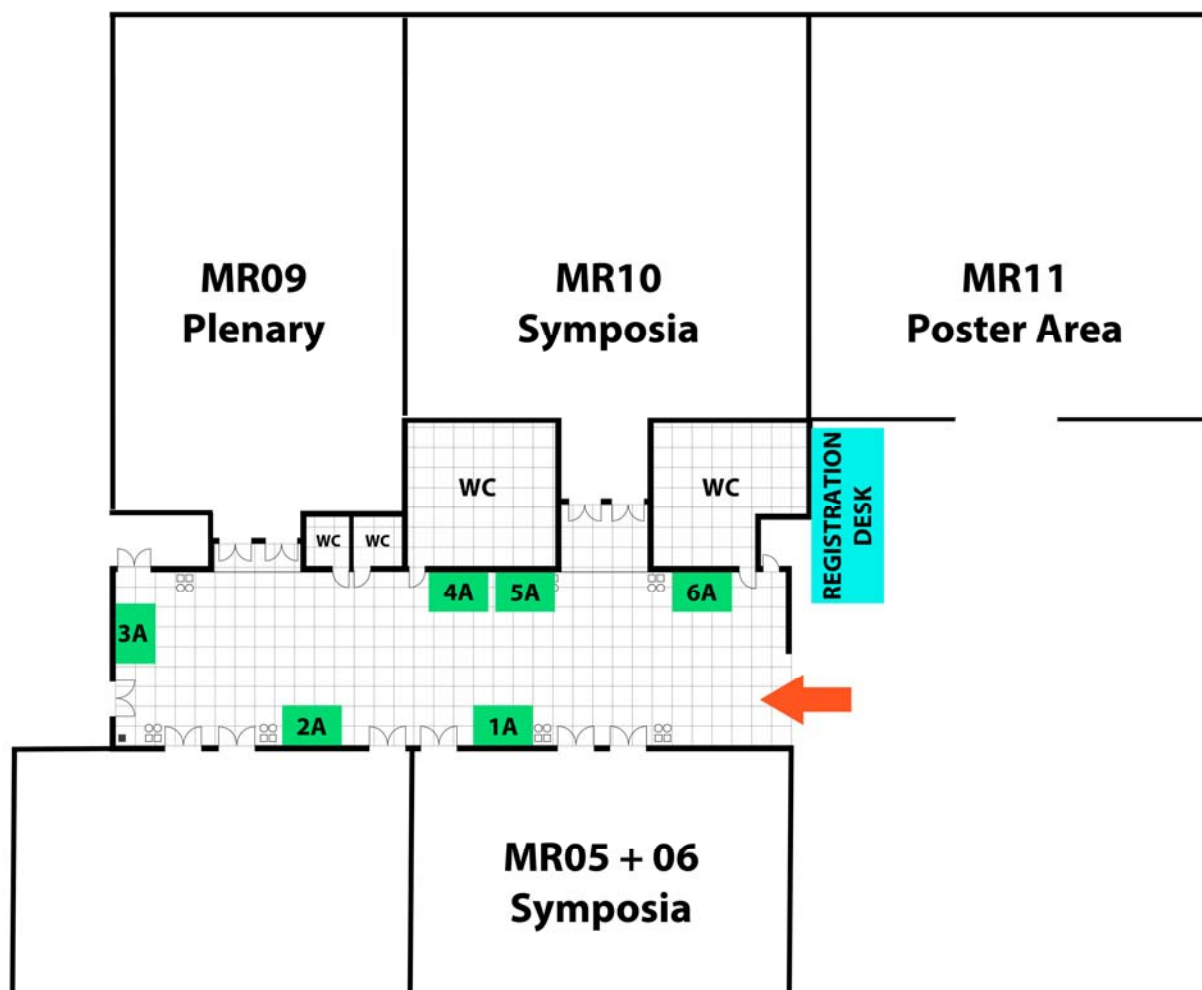 MR09
Plenary
MR10
Symposia
MR11
Poster Area
WC
WC
WC
WC
REGISTRATION
DESK
4A
5A
6A
3A
2A
1A
MR05 + 06
Symposia